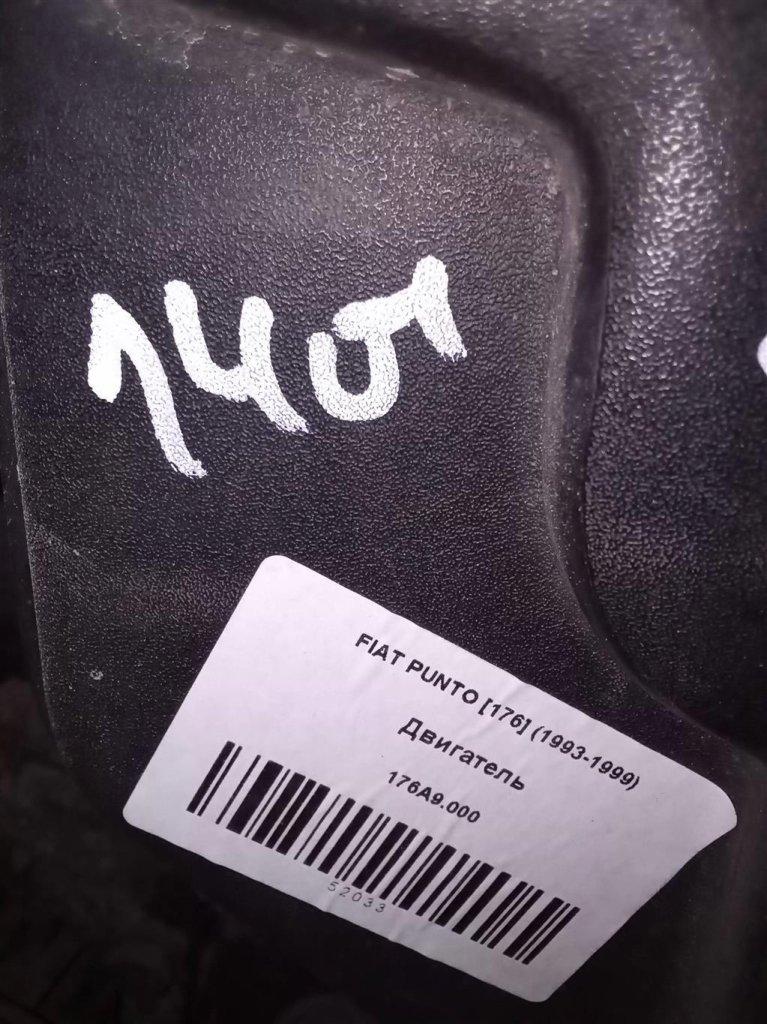 1401
FIAT PUNTO [176] (1993-1999)
Двигатель
176A9.000
52033